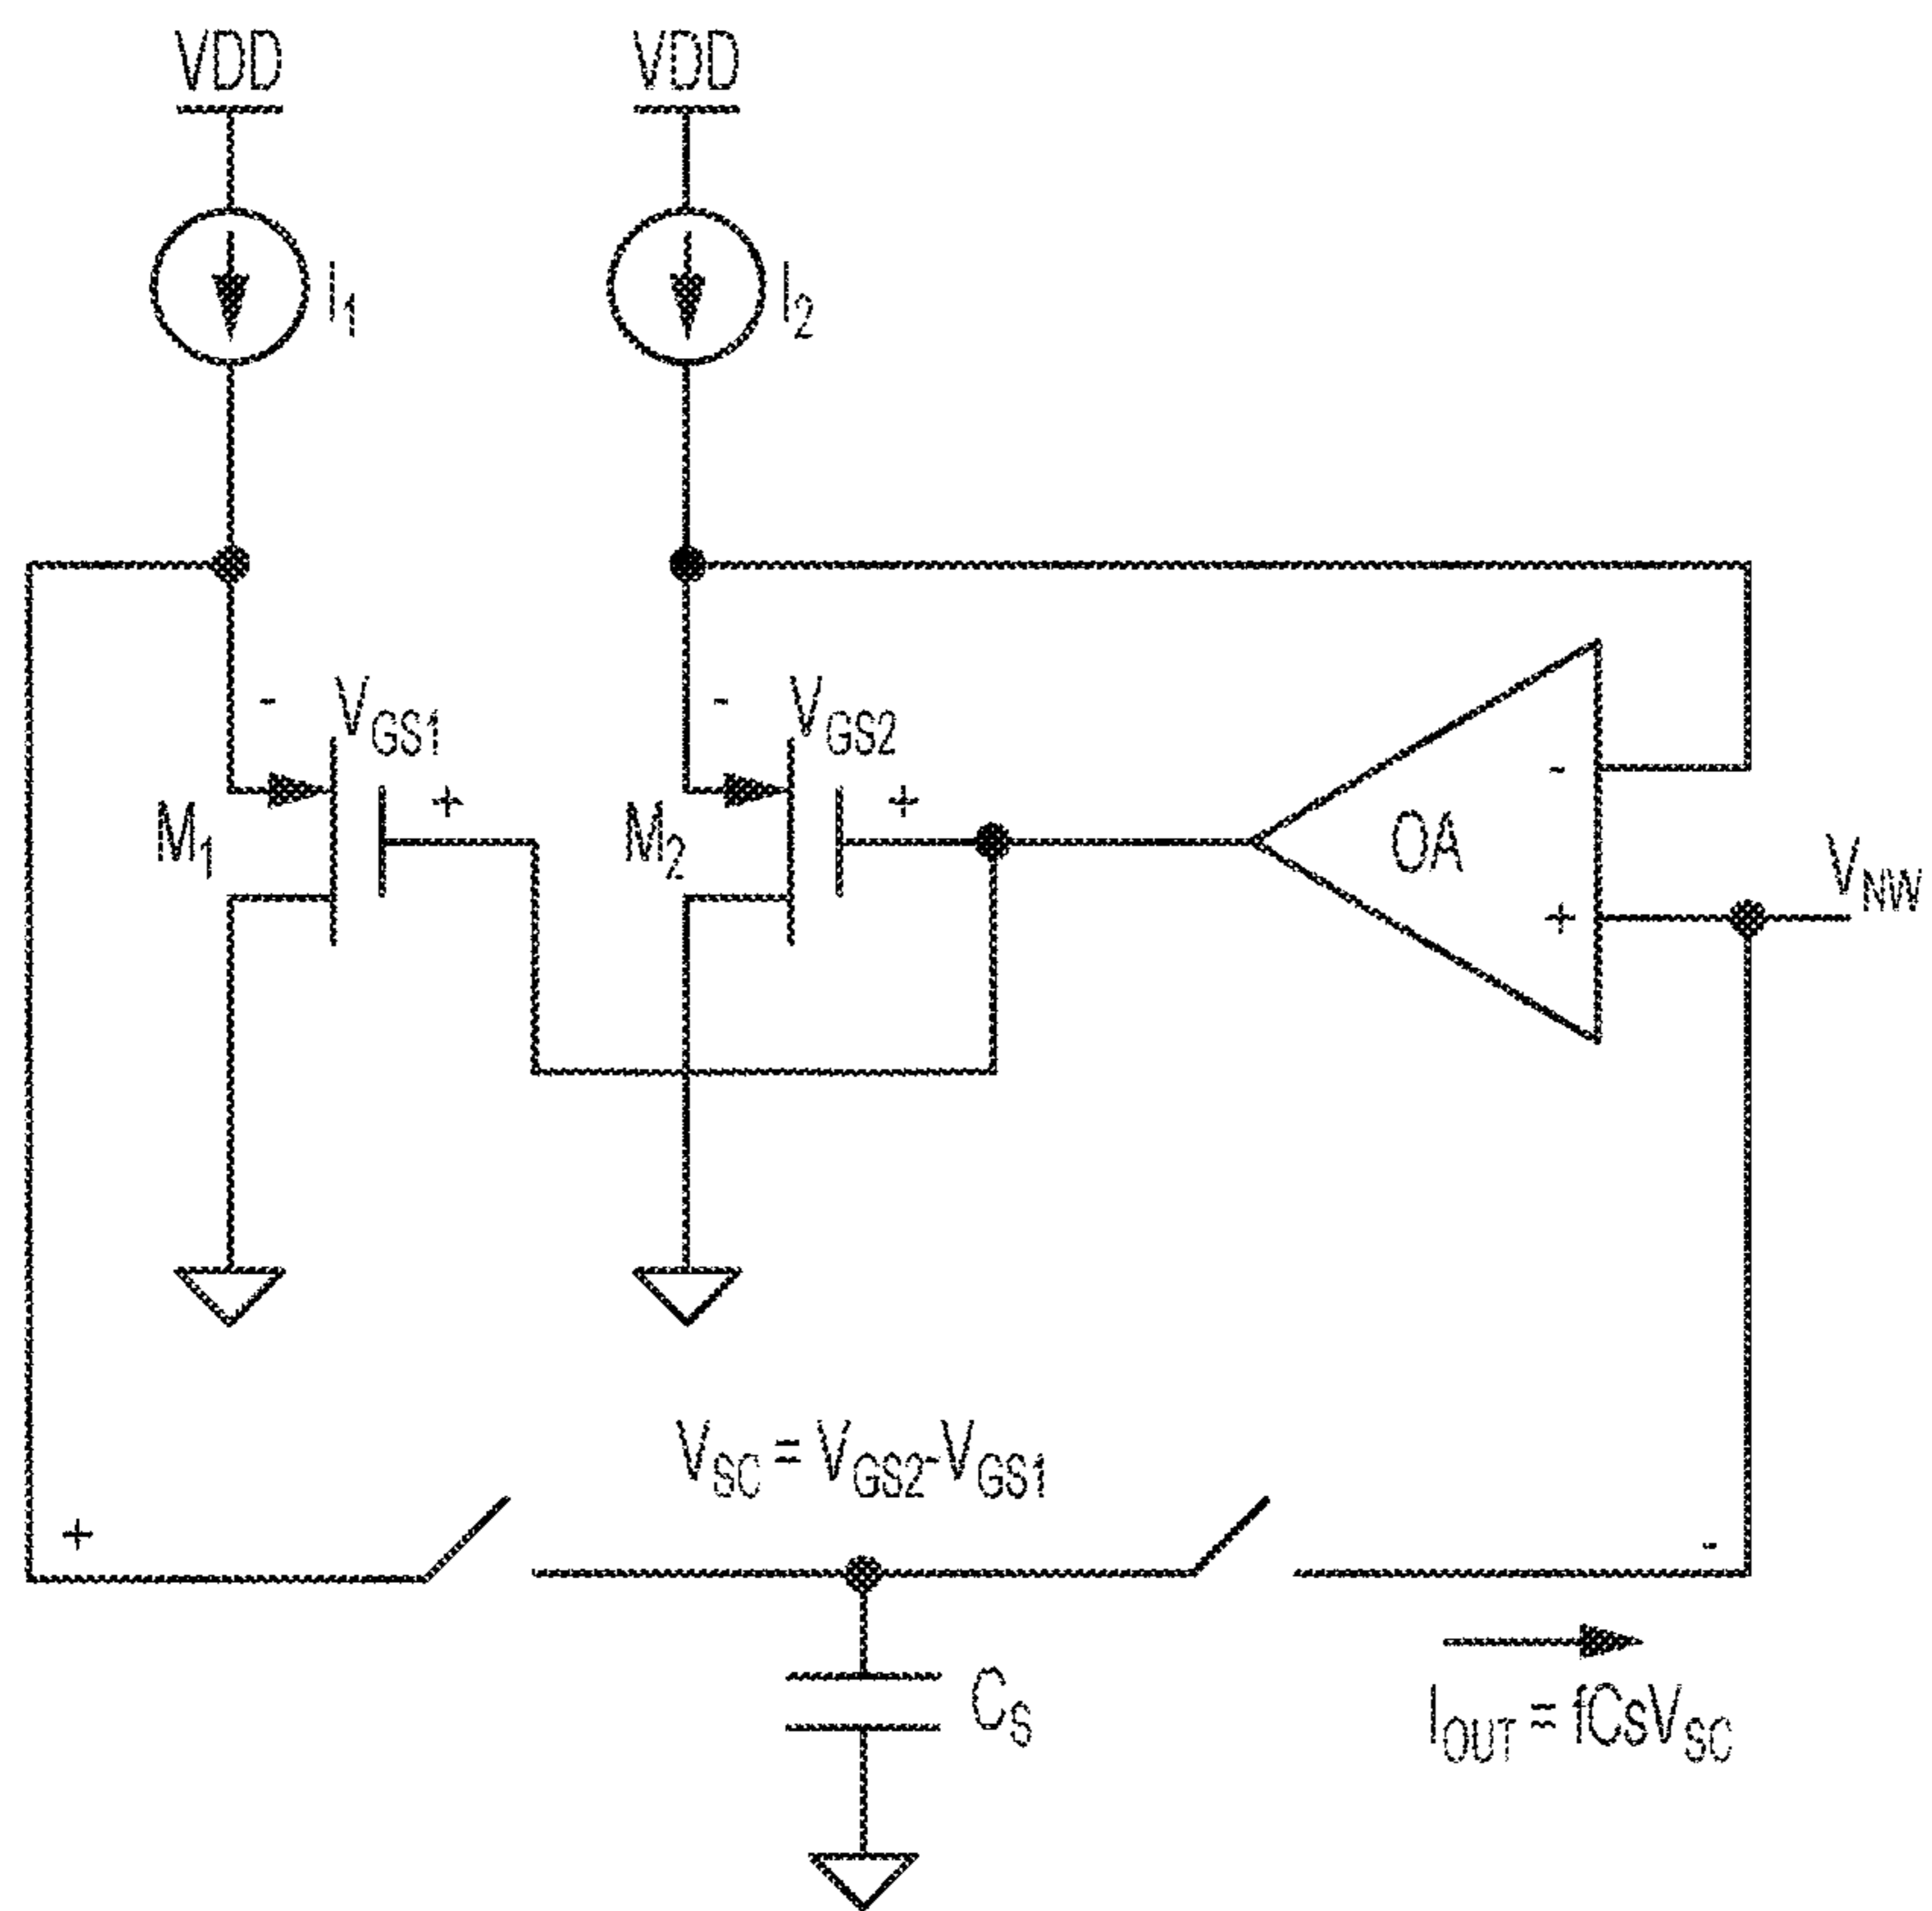 VDD VDD
I1 I2
- VGS1 - VGS2
M1 + M2 + OA - + VNW
VSC = VGS2-VGS1
+ -
CS
IOUT = fCsVSC